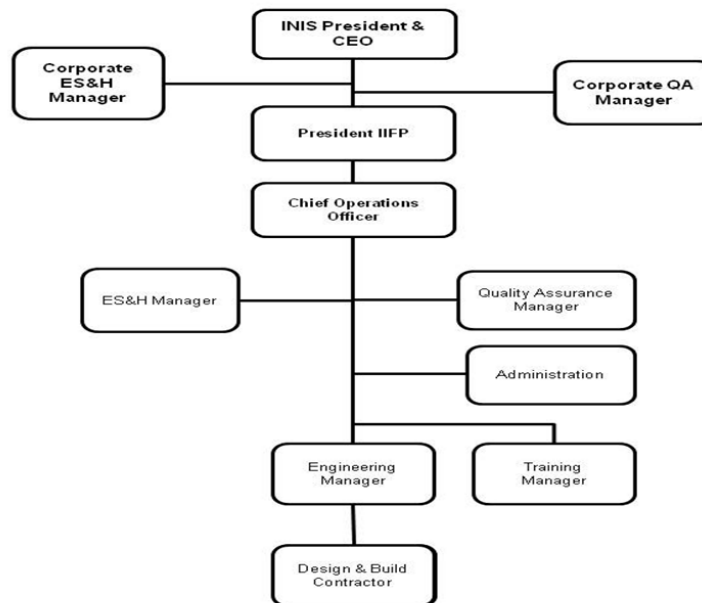 INIS President &
CEO
Corporate
ES&H
Manager
Corporate QA
Manager
President IIFP
Chief Operations
Officer
ES&H Manager
Quality Assurance
Manager
Administration
Engineering
Manager
Training
Manager
Design & Build
Contractor